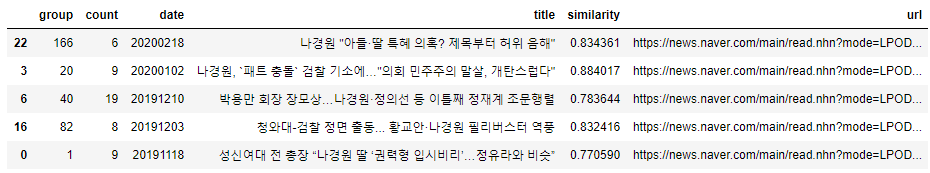 group count date title similarity url
22 166 6 20200218 나경원 "아들·딸 특혜 의혹? 제목부터 허위 음해" 0.834361 https://news.naver.com/main/read.nhn?mode=LPOD...
3 20 9 20200102 나경원, `패트 충돌` 검찰 기소에…"의회 민주주의 말살, 개탄스럽다" 0.884017 https://news.naver.com/main/read.nhn?mode=LPOD...
6 40 19 20191210 박용만 회장 장모상…나경원·정의선 등 이틀째 정재계 조문행렬 0.783644 https://news.naver.com/main/read.nhn?mode=LPOD...
16 82 8 20191203 청와대-검찰 정면 출동... 황교안·나경원 필리버스터 역풍 0.832416 https://news.naver.com/main/read.nhn?mode=LPOD...
0 1 9 20191118 성신여대 전 총장 “나경원 딸 ‘권력형 입시비리’…정유라와 비슷” 0.770590 https://news.naver.com/main/read.nhn?mode=LPOD...